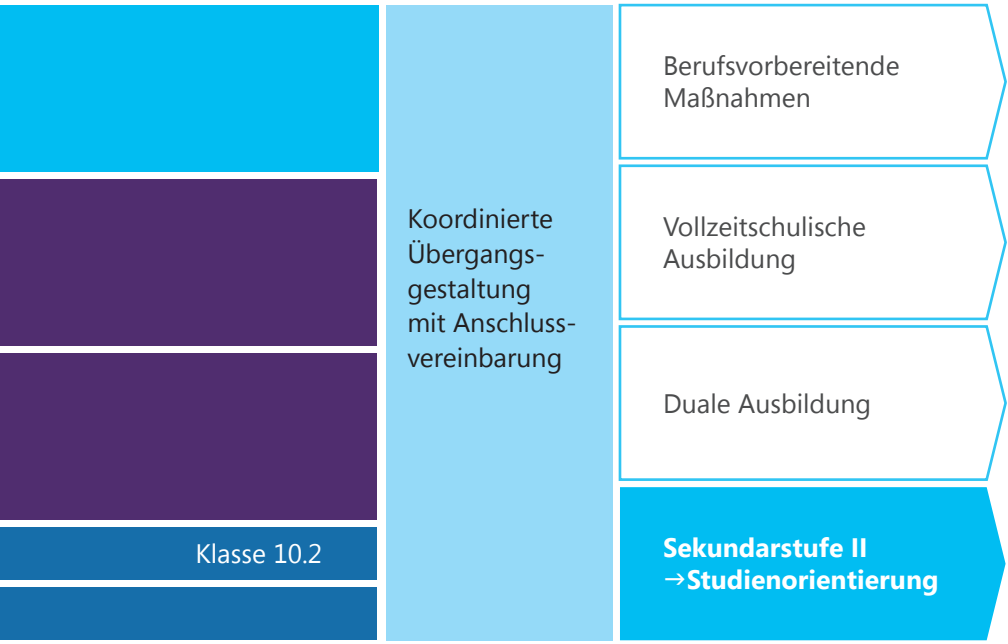 Berufsvorbereitende
Maßnahmen
Koordinierte
Übergangs-
gestaltung
mit Anschluss-
vereinbarung
Vollzeitschulische
Ausbildung
Duale Ausbildung
Klasse 10.2
Sekundarstufe II
→Studienorientierung